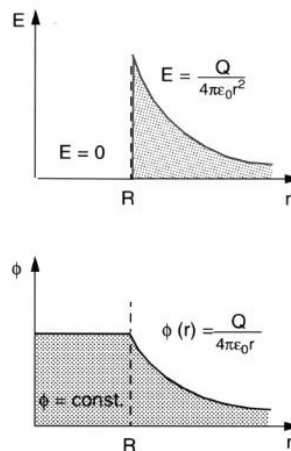 E
E = Q / 4πε₀r²
E = 0
R
r
ϕ
ϕ (r) = Q / 4πε₀r
ϕ = const.
R
r